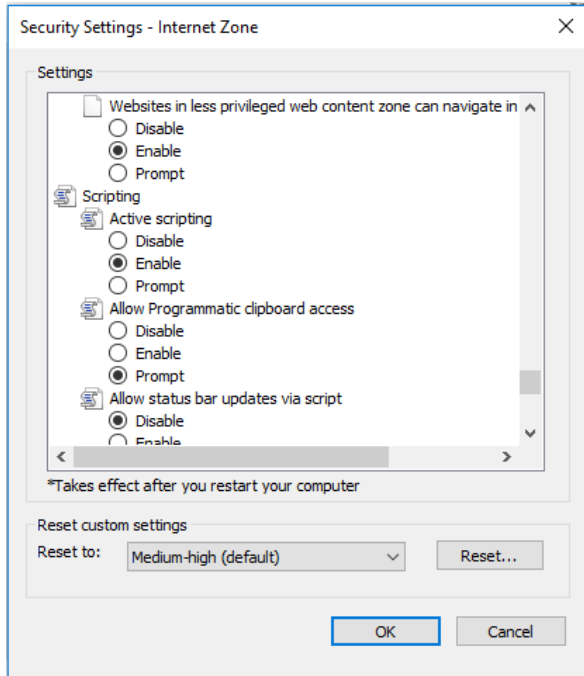 Security Settings - Internet Zone
Settings
Websites in less privileged web content zone can navigate in
Disable
Enable
Prompt
Scripting
Active scripting
Disable
Enable
Prompt
Allow Programmatic clipboard access
Disable
Enable
Prompt
Allow status bar updates via script
Disable
Enable
*Takes effect after you restart your computer
Reset custom settings
Reset to: Medium-high (default) Reset...
OK Cancel